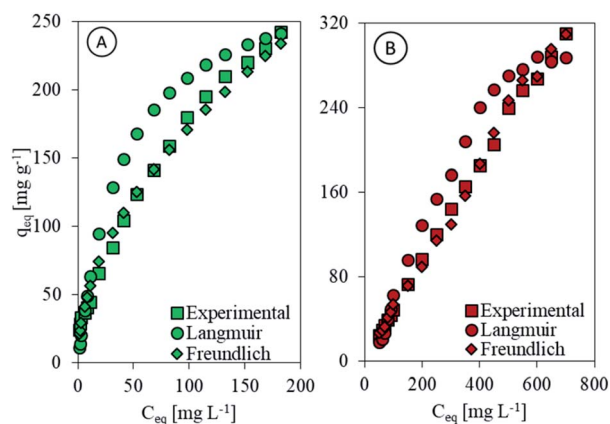 A
B
q_eq [mg g⁻¹]
250
200
150
100
50
0
Experimental
Langmuir
Freundlich
0
50
100
150
200
C_eq [mg L⁻¹]
320
240
160
80
0
Experimental
Langmuir
Freundlich
0
200
400
600
800
C_eq [mg L⁻¹]